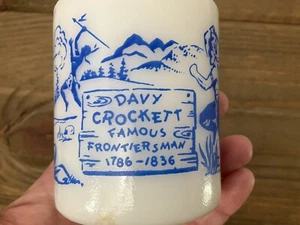 DAVY
CROCKETT
FAMOUS
FRONTIERSMAN
1786-1836